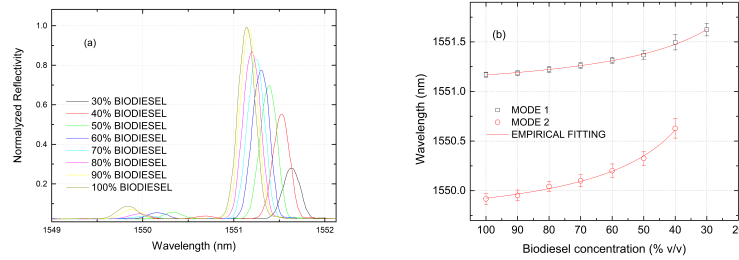 (a)
1.0
0.8
0.6
0.4
0.2
Normalyzed Reflectivity
30% BIODIESEL
40% BIODIESEL
50% BIODIESEL
60% BIODIESEL
70% BIODIESEL
80% BIODIESEL
90% BIODIESEL
100% BIODIESEL
1549 1550 1551 1552
Wavelength (nm)
(b)
1551.5
1551.0
1550.5
1550.0
Wavelength (nm)
MODE 1
MODE 2
EMPIRICAL FITTING
100 90 80 70 60 50 40 30 2
Biodiesel concentration (% v/v)